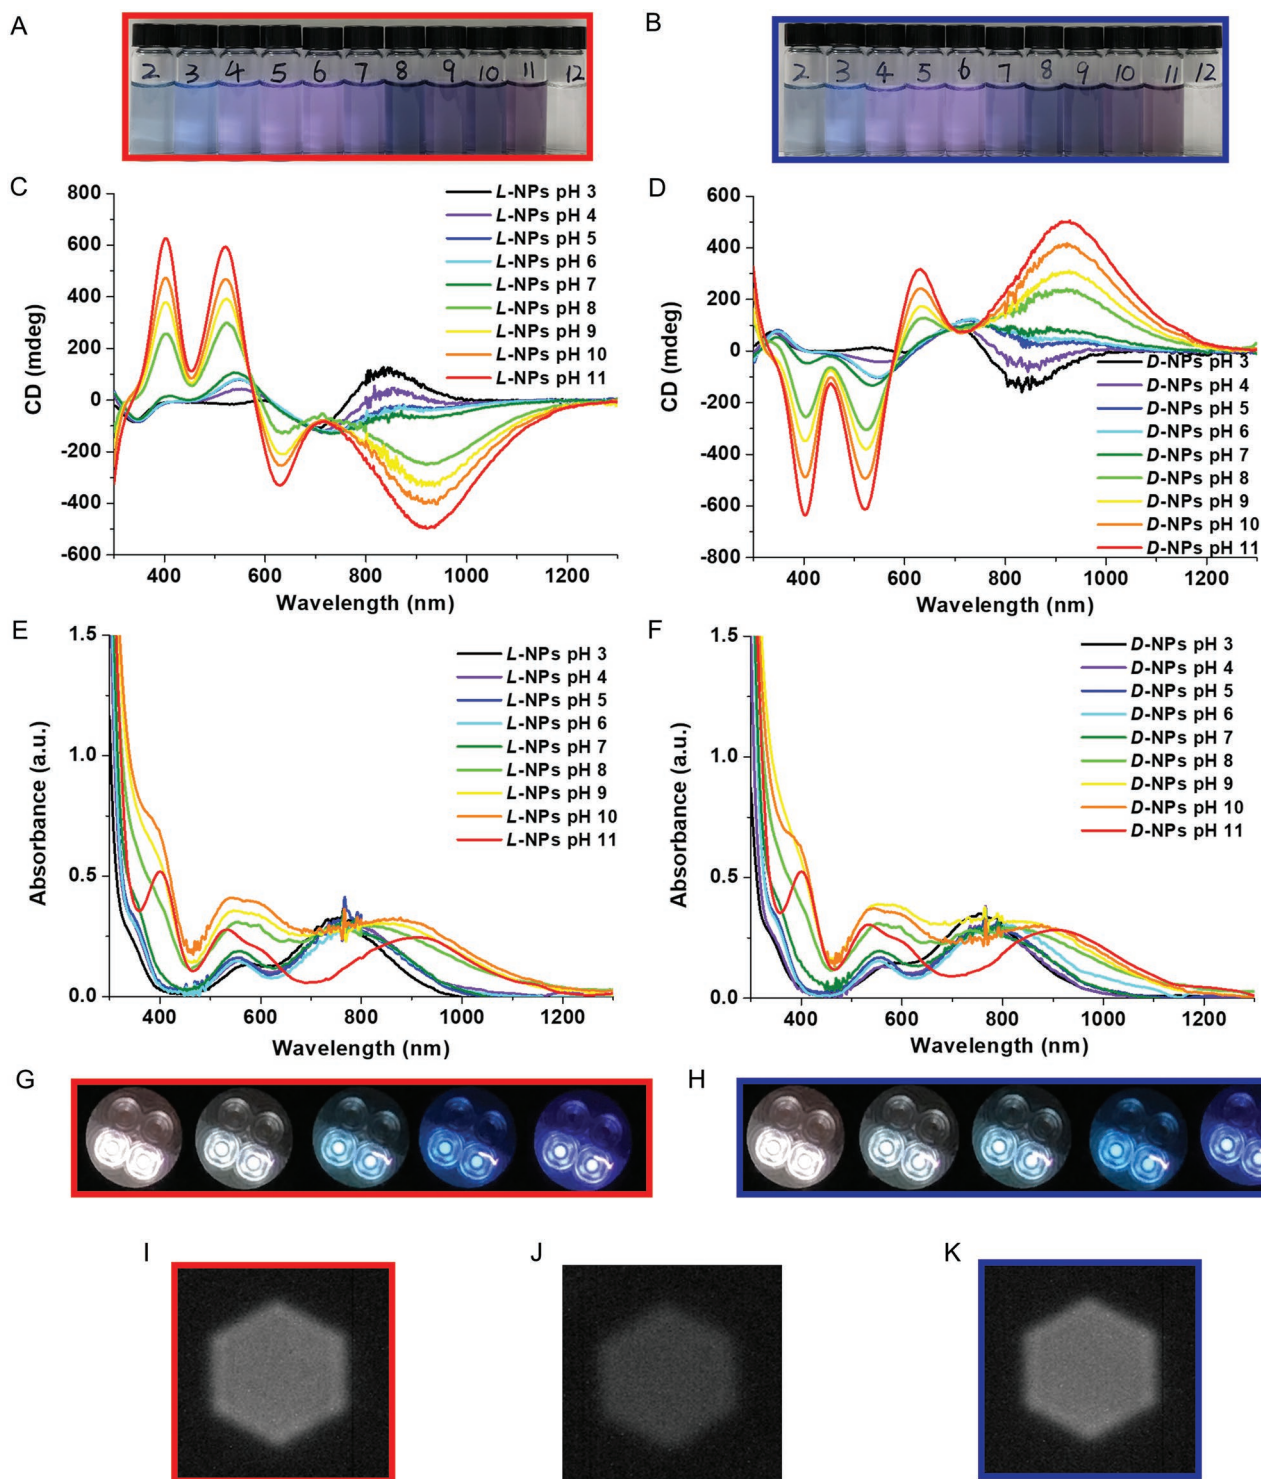 A
B
2 3 4 5 6 7 8 9 10 11 12
2 3 4 5 6 7 8 9 10 11 12
C
800
600
400
200
0
-200
-400
-600
CD (mdeg)
L-NPs pH 3
L-NPs pH 4
L-NPs pH 5
L-NPs pH 6
L-NPs pH 7
L-NPs pH 8
L-NPs pH 9
L-NPs pH 10
L-NPs pH 11
400 600 800 1000 1200
Wavelength (nm)
D
600
400
200
0
-200
-400
-600
-800
CD (mdeg)
D-NPs pH 3
D-NPs pH 4
D-NPs pH 5
D-NPs pH 6
D-NPs pH 7
D-NPs pH 8
D-NPs pH 9
D-NPs pH 10
D-NPs pH 11
400 600 800 1000 1200
Wavelength (nm)
E
1.5
1.0
0.5
0.0
Absorbance (a.u.)
L-NPs pH 3
L-NPs pH 4
L-NPs pH 5
L-NPs pH 6
L-NPs pH 7
L-NPs pH 8
L-NPs pH 9
L-NPs pH 10
L-NPs pH 11
400 600 800 1000 1200
Wavelength (nm)
F
1.5
1.0
0.5
0.0
Absorbance (a.u.)
D-NPs pH 3
D-NPs pH 4
D-NPs pH 5
D-NPs pH 6
D-NPs pH 7
D-NPs pH 8
D-NPs pH 9
D-NPs pH 10
D-NPs pH 11
400 600 800 1000 1200
Wavelength (nm)
G
H
I
J
K